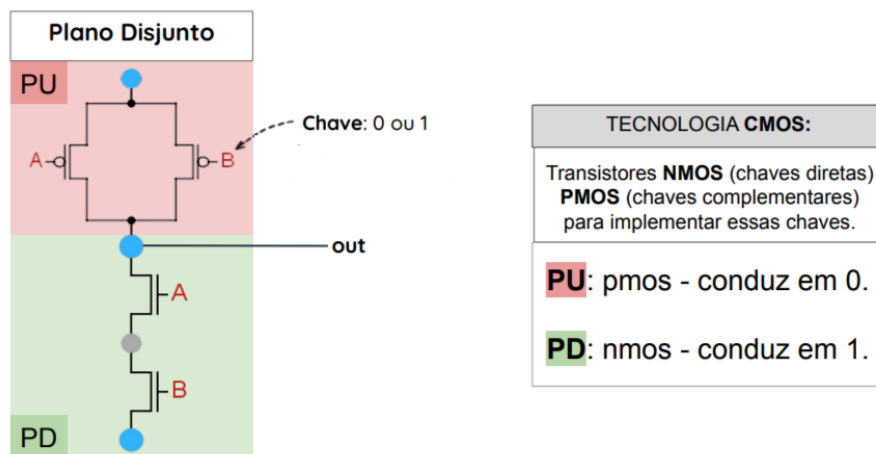 Plano Disjunto
PU
A
B
Chave: 0 ou 1
out
A
B
PD
TECNOLOGIA CMOS:
Transistores NMOS (chaves diretas)
PMOS (chaves complementares)
para implementar essas chaves.
PU: pmos - conduz em 0.
PD: nmos - conduz em 1.